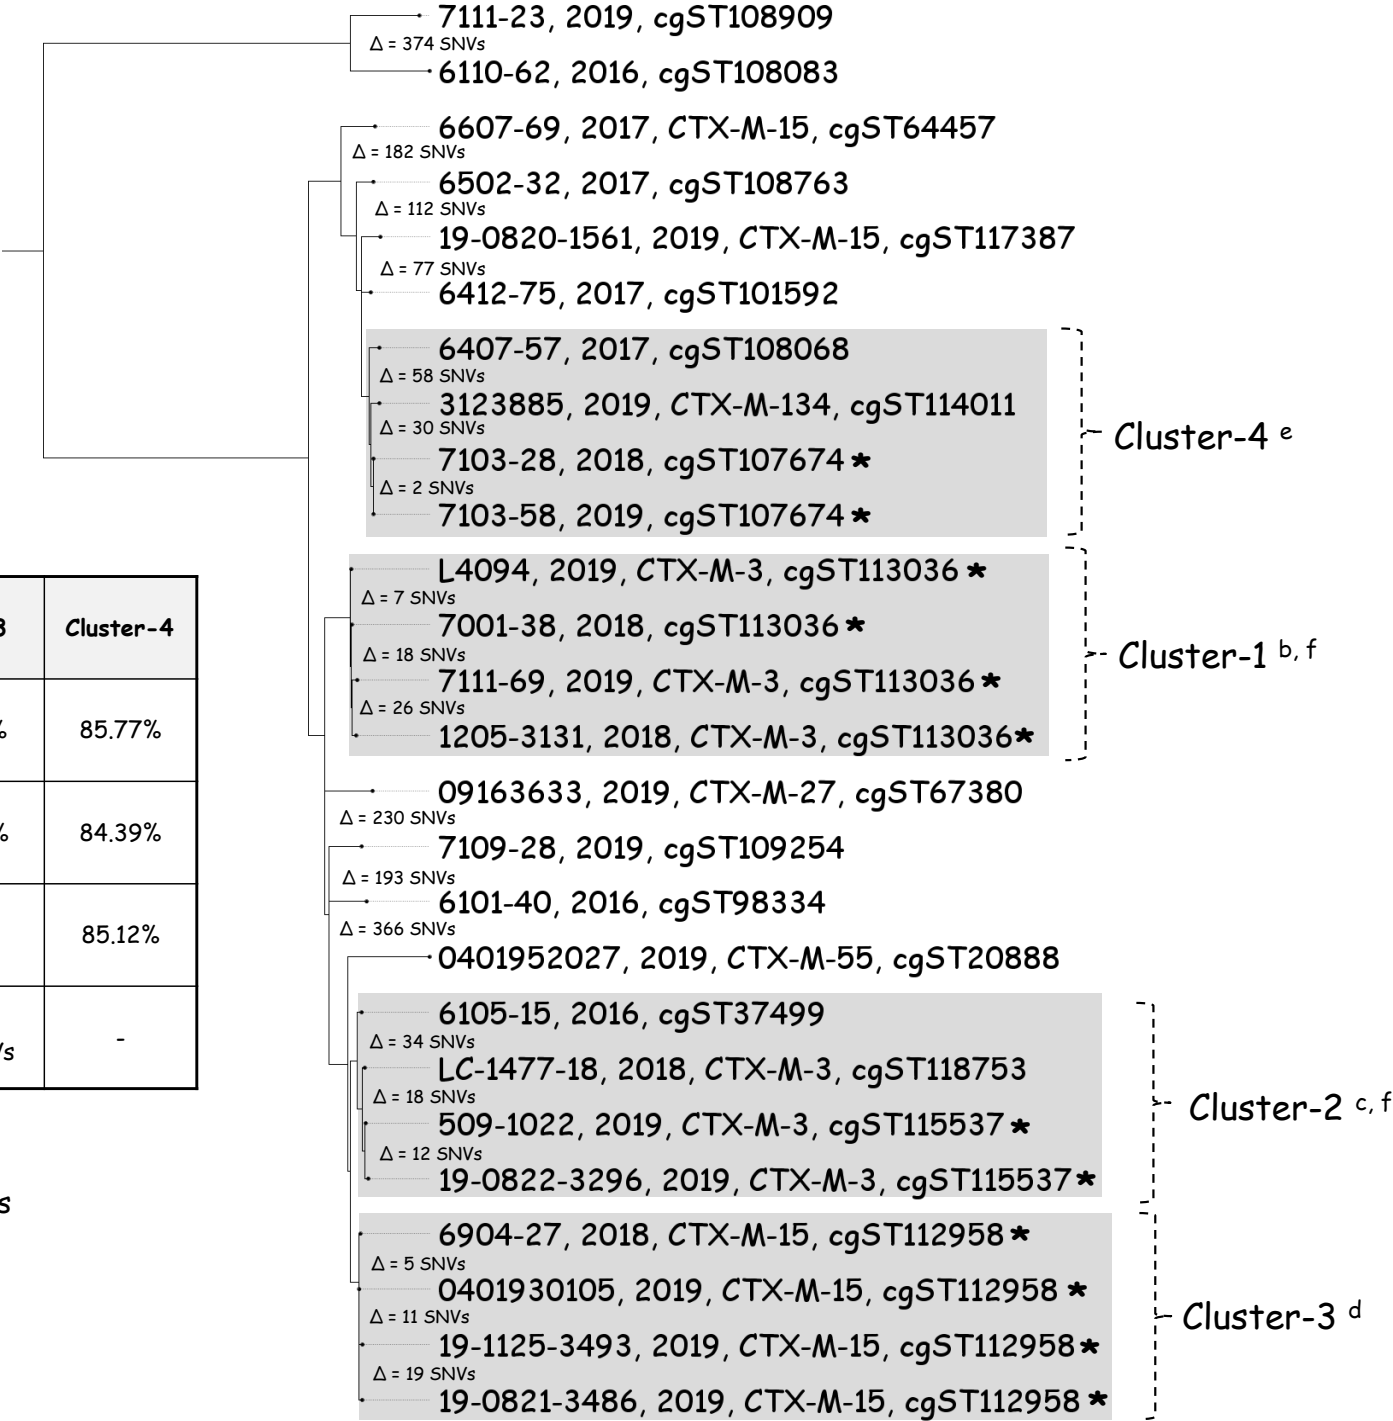 7111-23, 2019, cgST108909
Δ = 374 SNVs
6110-62, 2016, cgST108083
6607-69, 2017, CTX-M-15, cgST64457
Δ = 182 SNVs
6502-32, 2017, cgST108763
Δ = 112 SNVs
19-0820-1561, 2019, CTX-M-15, cgST117387
Δ = 77 SNVs
6412-75, 2017, cgST101592
6407-57, 2017, cgST108068
Δ = 58 SNVs
3123885, 2019, CTX-M-134, cgST114011
Δ = 30 SNVs
7103-28, 2018, cgST107674 *
Δ = 2 SNVs
7103-58, 2019, cgST107674 *
Cluster-4 e
L4094, 2019, CTX-M-3, cgST113036 *
Δ = 7 SNVs
7001-38, 2018, cgST113036 *
Δ = 18 SNVs
7111-69, 2019, CTX-M-3, cgST113036 *
Δ = 26 SNVs
1205-3131, 2018, CTX-M-3, cgST113036*
Cluster-1 b, f
09163633, 2019, CTX-M-27, cgST67380
Δ = 230 SNVs
7109-28, 2019, cgST109254
Δ = 193 SNVs
6101-40, 2016, cgST98334
Δ = 366 SNVs
0401952027, 2019, CTX-M-55, cgST20888
6105-15, 2016, cgST37499
Δ = 34 SNVs
LC-1477-18, 2018, CTX-M-3, cgST118753
Δ = 18 SNVs
509-1022, 2019, CTX-M-3, cgST115537 *
Δ = 12 SNVs
19-0822-3296, 2019, CTX-M-3, cgST115537 *
Cluster-2 c, f
6904-27, 2018, CTX-M-15, cgST112958 *
Δ = 5 SNVs
0401930105, 2019, CTX-M-15, cgST112958 *
Δ = 11 SNVs
19-1125-3493, 2019, CTX-M-15, cgST112958 *
Δ = 19 SNVs
19-0821-3486, 2019, CTX-M-15, cgST112958 *
Cluster-3 d
3 Cluster-4
% 85.77%
% 84.39%
85.12%
Vs -
s